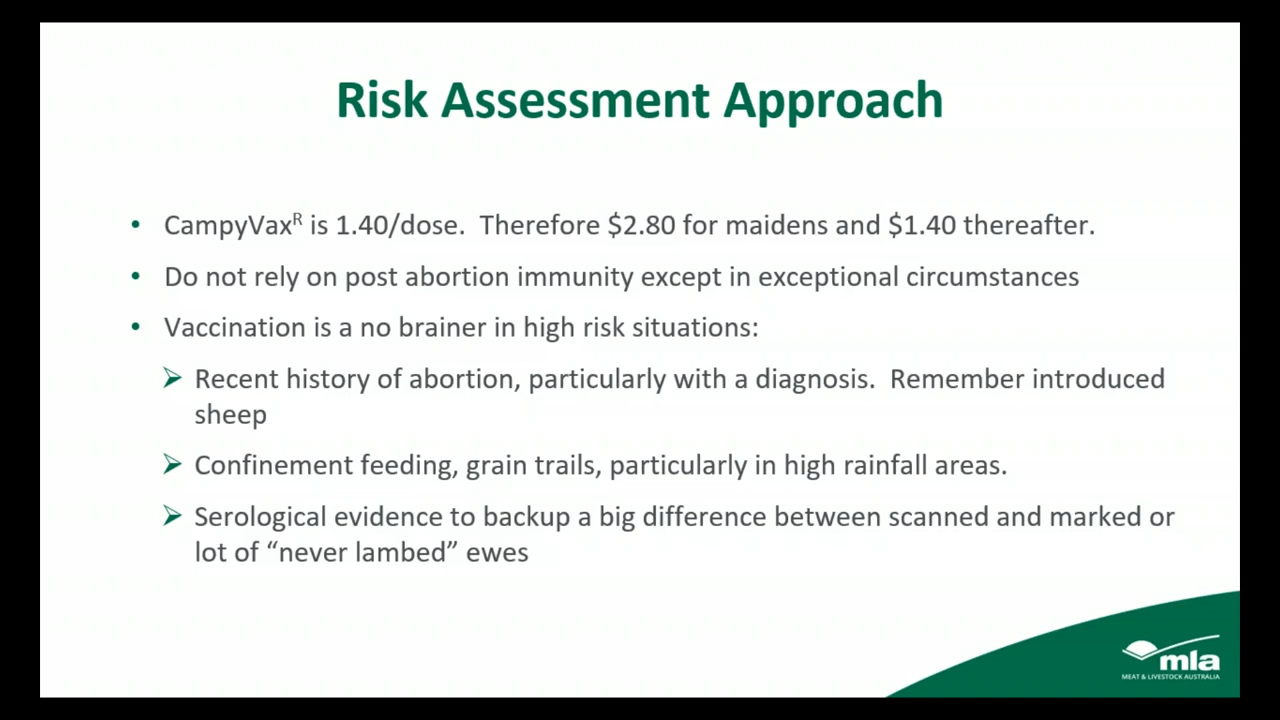 Risk Assessment Approach
• CampyVaxᴿ is 1.40/dose.  Therefore $2.80 for maidens and $1.40 thereafter.
• Do not rely on post abortion immunity except in exceptional circumstances
• Vaccination is a no brainer in high risk situations:
➢ Recent history of abortion, particularly with a diagnosis.  Remember introduced
sheep
➢ Confinement feeding, grain trails, particularly in high rainfall areas.
➢ Serological evidence to backup a big difference between scanned and marked or
lot of “never lambed” ewes
mla
MEAT & LIVESTOCK AUSTRALIA